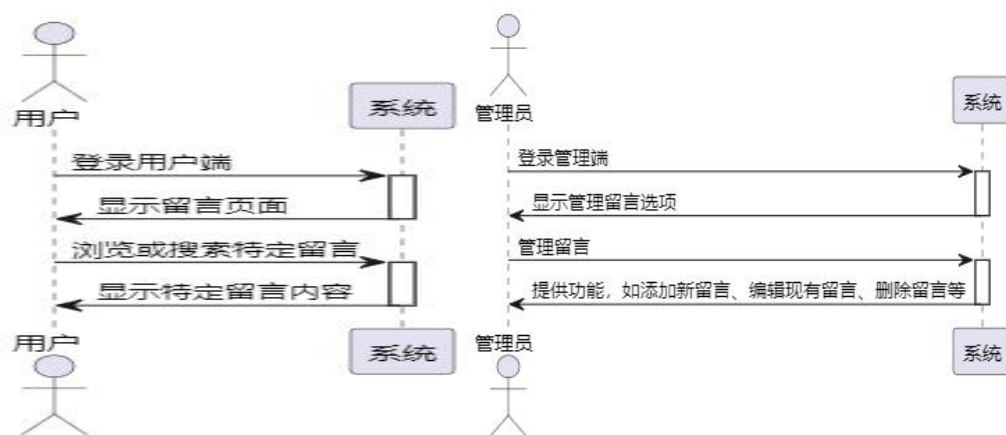 用户
系统
登录用户端
显示留言页面
浏览或搜索特定留言
显示特定留言内容
用户
系统
管理员
系统
登录管理端
显示管理留言选项
管理留言
提供功能，如添加新留言、编辑现有留言、删除留言等
管理员
系统